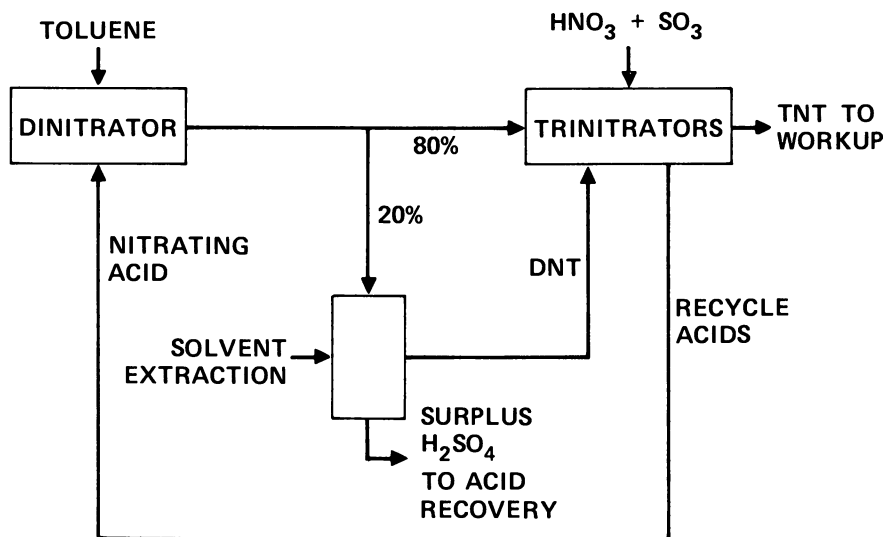 TOLUENE
HNO₃ + SO₃
DINITRATOR
TRINITRATORS
TNT TO
WORKUP
80%
20%
NITRATING
ACID
DNT
RECYCLE
ACIDS
SOLVENT
EXTRACTION
SURPLUS
H₂SO₄
TO ACID
RECOVERY